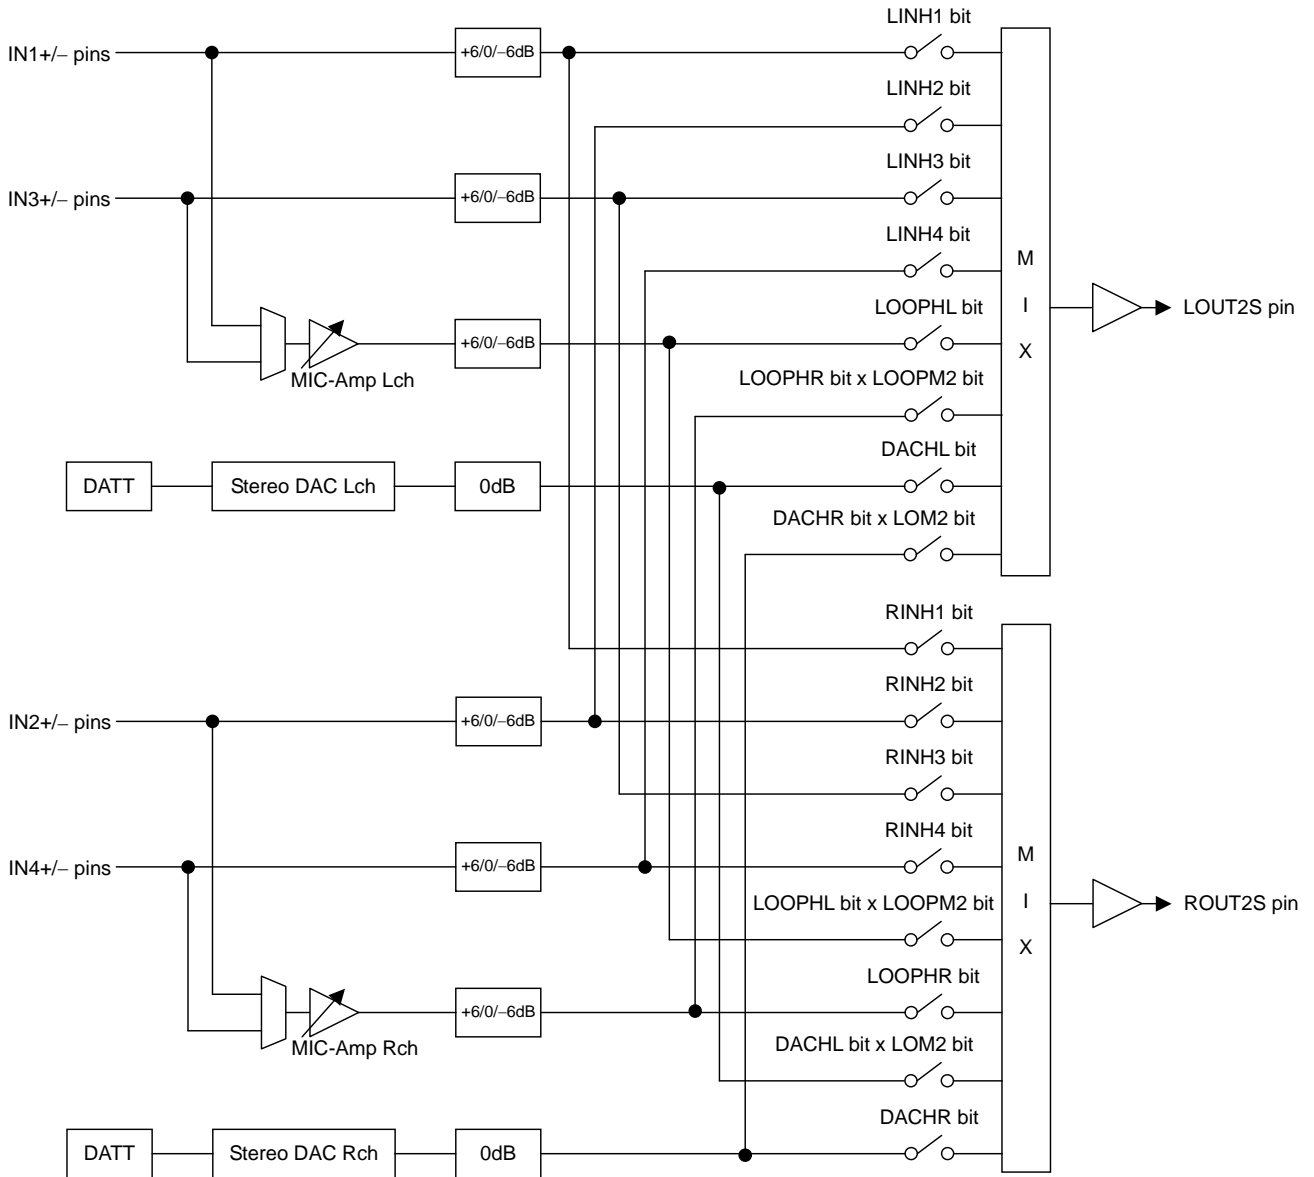 LINH1 bit
IN1+/− pins
+6/0/−6dB
LINH2 bit
LINH3 bit
IN3+/− pins
+6/0/−6dB
LINH4 bit
M
I
X
LOUT2S pin
LOOPHL bit
+6/0/−6dB
MIC-Amp Lch
LOOPHR bit x LOOPM2 bit
DACHL bit
DATT
Stereo DAC Lch
0dB
DACHR bit x LOM2 bit
RINH1 bit
RINH2 bit
IN2+/− pins
+6/0/−6dB
RINH3 bit
RINH4 bit
IN4+/− pins
+6/0/−6dB
M
I
X
ROUT2S pin
LOOPHL bit x LOOPM2 bit
LOOPHR bit
+6/0/−6dB
MIC-Amp Rch
DACHL bit x LOM2 bit
DACHR bit
DATT
Stereo DAC Rch
0dB